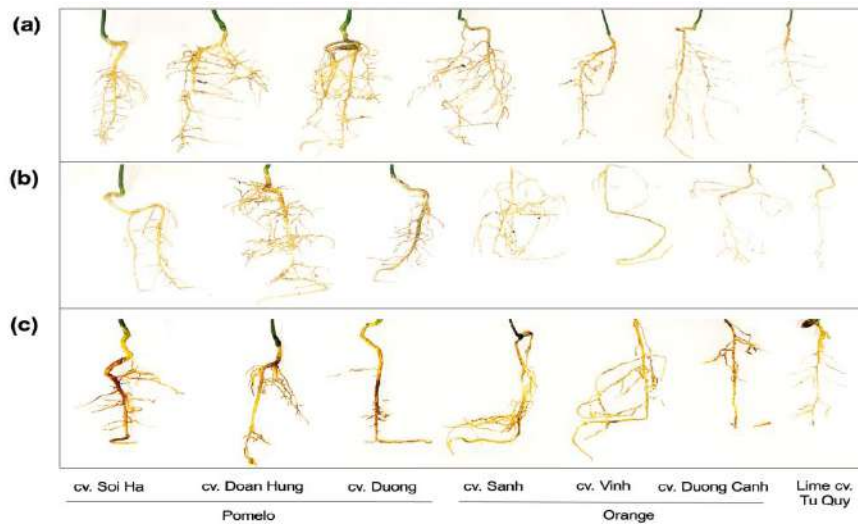 (a)
(b)
(c)
cv. Soi Ha cv. Doan Hung cv. Duong cv. Sanh cv. Vinh cv. Duong Canh Lime cv.
Tu Quy
Pomelo Orange